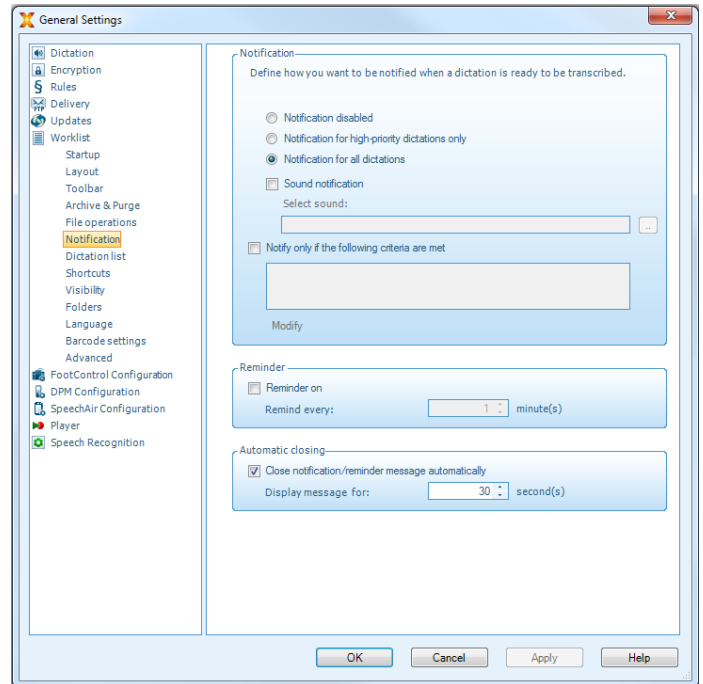 General Settings
Dictation
Encryption
§ Rules
FTP Delivery
Updates
Worklist
Startup
Layout
Toolbar
Archive & Purge
File operations
Notification
Dictation list
Shortcuts
Visibility
Folders
Language
Barcode settings
Advanced
FootControl Configuration
DPM Configuration
SpeechAir Configuration
Player
Speech Recognition
Notification
Define how you want to be notified when a dictation is ready to be transcribed.
Notification disabled
Notification for high-priority dictations only
Notification for all dictations
Sound notification
Select sound:
..
Notify only if the following criteria are met
Modify
Reminder
Reminder on
Remind every: 1 minute(s)
Automatic closing
Close notification/reminder message automatically
Display message for: 30 second(s)
OK Cancel Apply Help